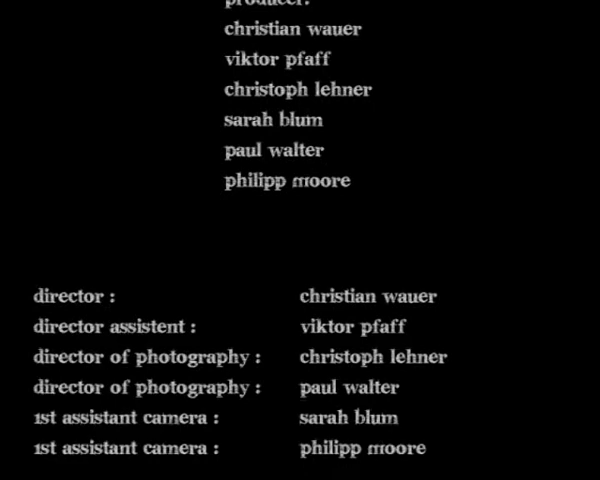 producer:
christian wauer
viktor pfaff
christoph lehner
sarah blum
paul walter
philipp moore
director : christian wauer
director assistent : viktor pfaff
director of photography : christoph lehner
director of photography : paul walter
1st assistant camera : sarah blum
1st assistant camera : philipp moore